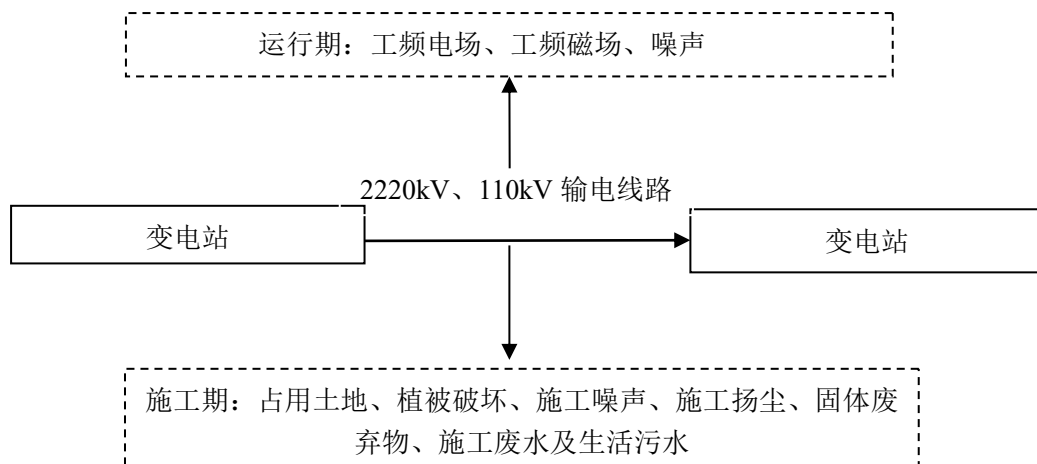 运行期：工频电场、工频磁场、噪声
2220kV、110kV 输电线路
变电站
变电站
施工期：占用土地、植被破坏、施工噪声、施工扬尘、固体废
弃物、施工废水及生活污水